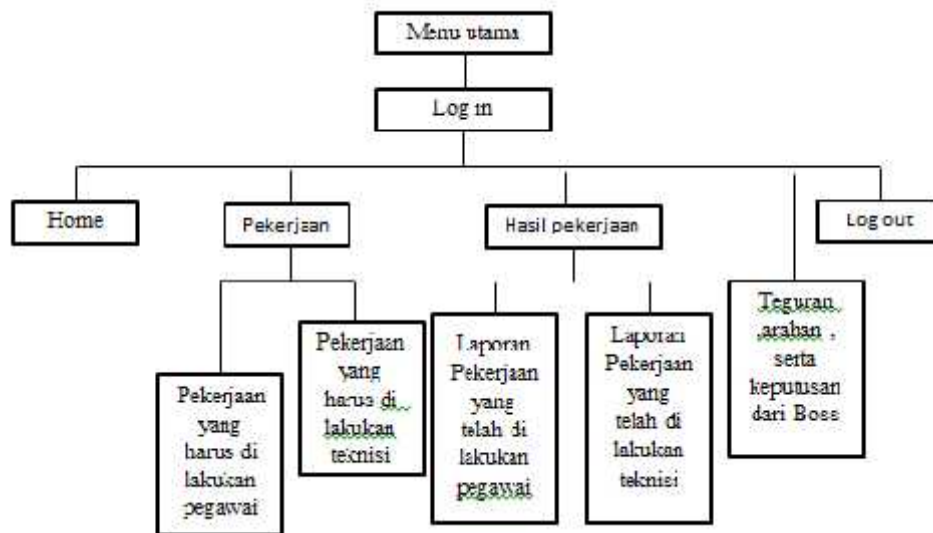 Menu utama
Log in
Home
Pekerjaan
Hasil pekerjaan
Log out
Pekerjaan
yang
harus di
lakukan
pegawai
Pekerjaan
yang
harus di
lakukan
teknisi
Laporan
Pekerjaan
yang
telah di
lakukan
pegawai
Laporan
Pekerjaan
yang
telah di
lakukan
teknisi
Teguran
,arahan ,
serta
keputusan
dari Boss